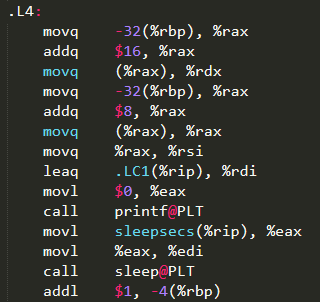 .L4:
movq -32(%rbp), %rax
addq $16, %rax
movq (%rax), %rdx
movq -32(%rbp), %rax
addq $8, %rax
movq (%rax), %rax
movq %rax, %rsi
leaq .LC1(%rip), %rdi
movl $0, %eax
call printf@PLT
movl sleepsecs(%rip), %eax
movl %eax, %edi
call sleep@PLT
addl $1, -4(%rbp)